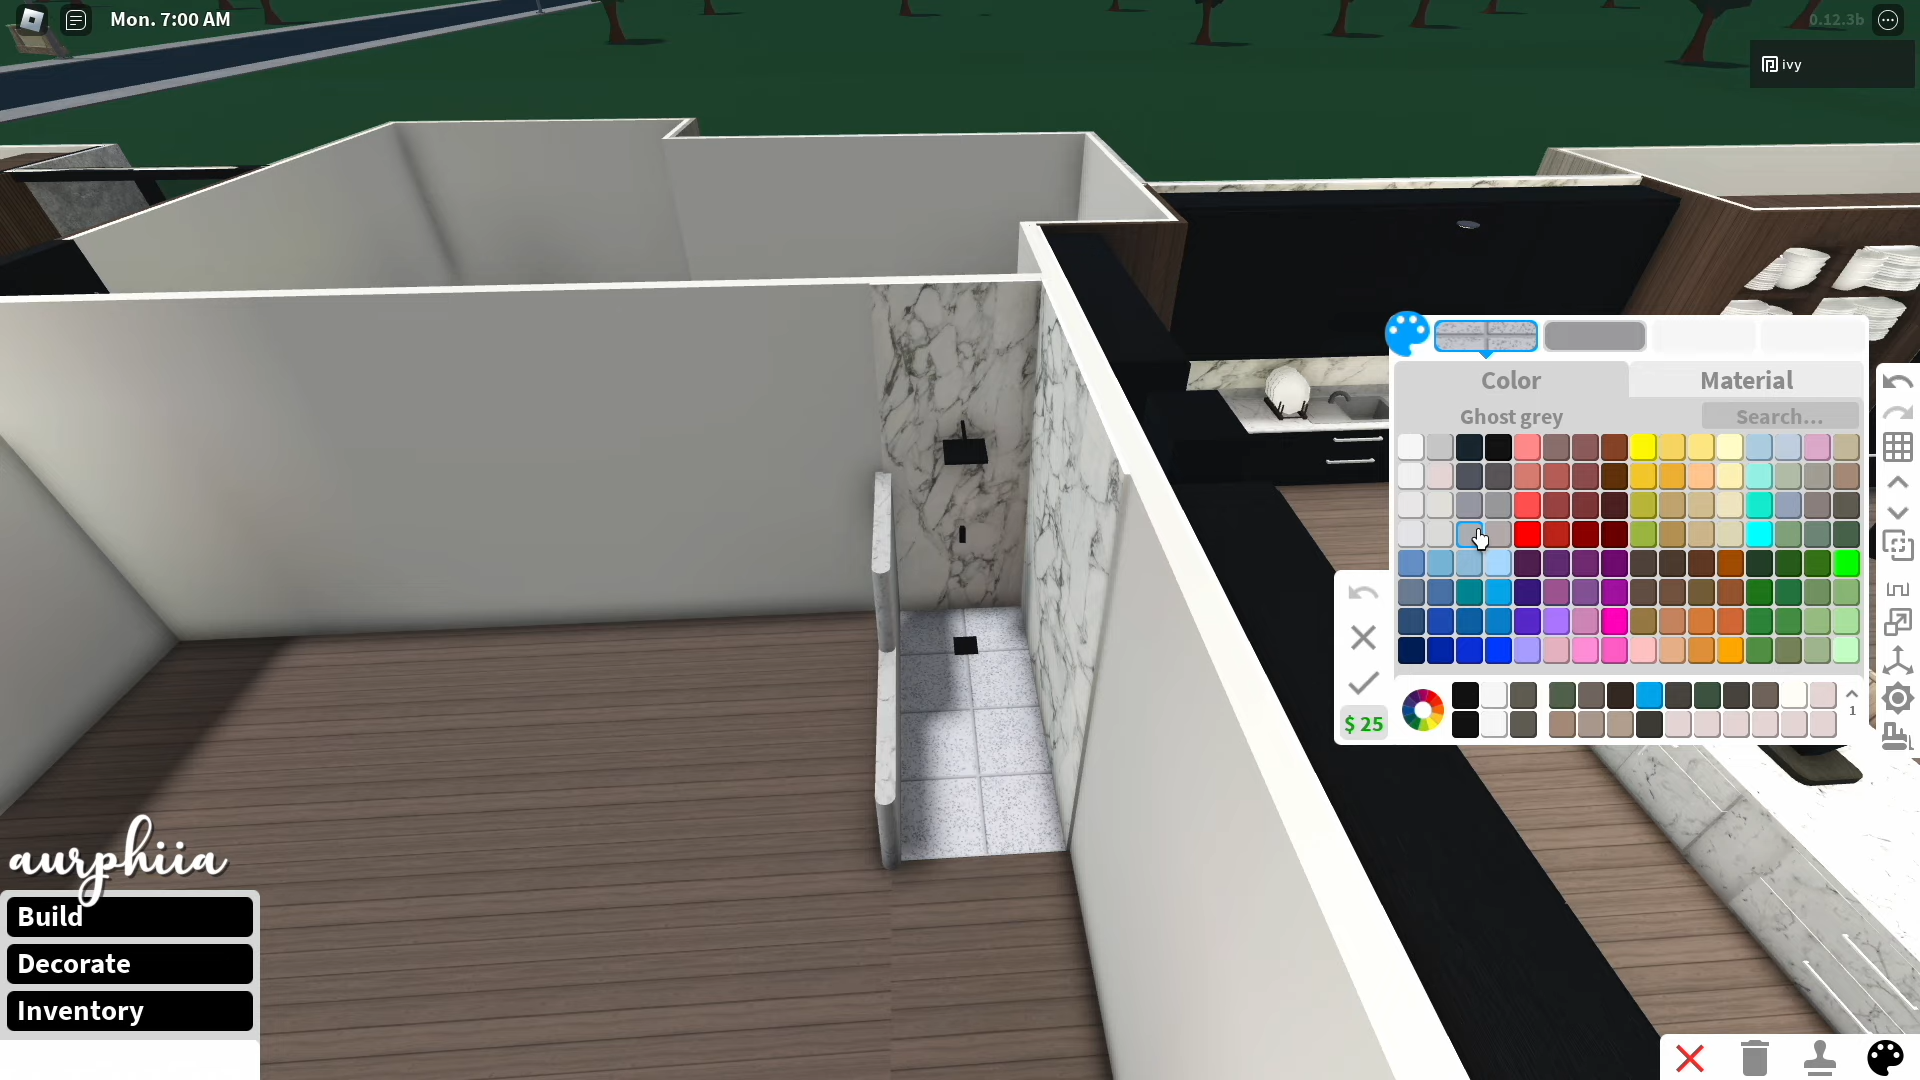 Mon. 7:00 AM
0.12.3b
ivy
Color
Material
Ghost grey
Search...
$ 25
1
aurphiia
Build
Decorate
Inventory